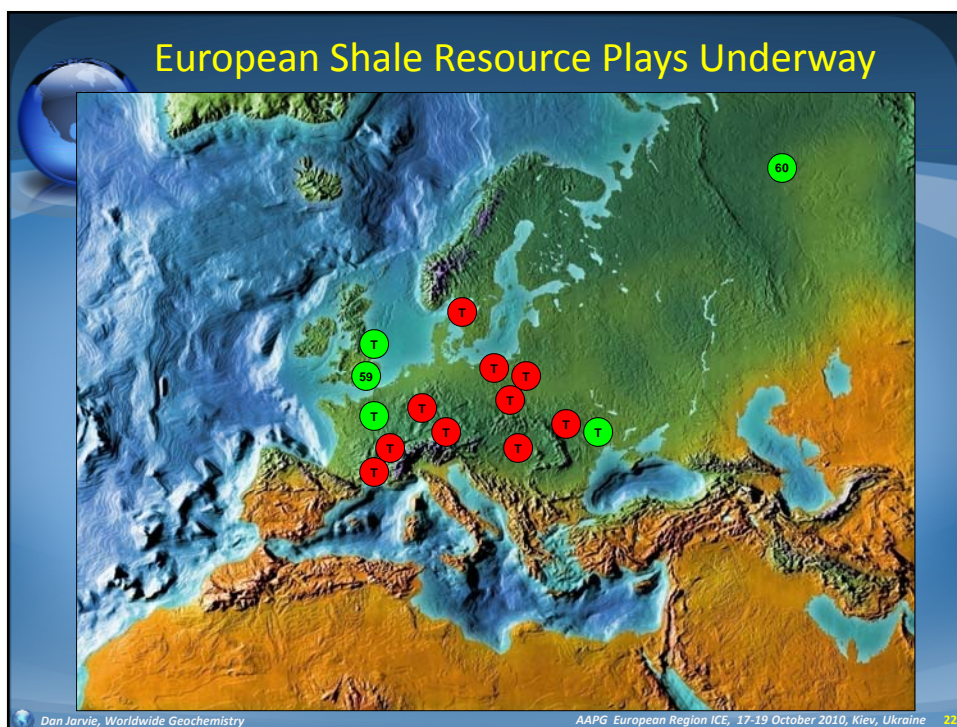 European Shale Resource Plays Underway
60
T
T
59
T
T
T
T
T
T
T
T
T
T
T
Dan Jarvie, Worldwide Geochemistry
AAPG European Region ICE, 17-19 October 2010, Kiev, Ukraine 22